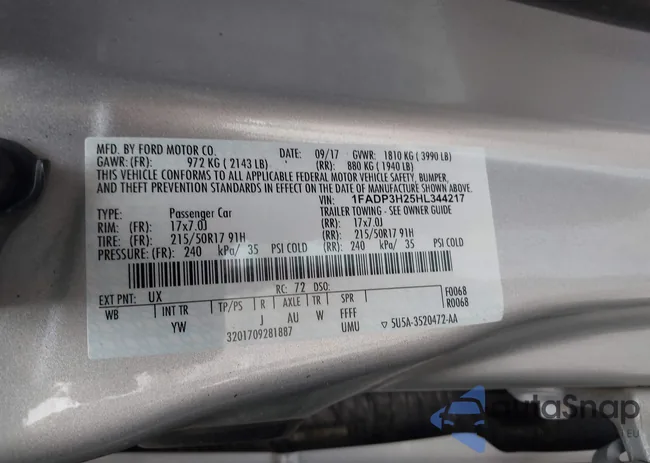 MFD. BY FORD MOTOR CO. DATE: 09/17 GVWR: 1810 KG ( 3990 LB)
GAWR: (FR): 972 KG ( 2143 LB) (RR): 880 KG ( 1940 LB)
THIS VEHICLE CONFORMS TO ALL APPLICABLE FEDERAL MOTOR VEHICLE SAFETY, BUMPER,
AND THEFT PREVENTION STANDARDS IN EFFECT ON THE DATE OF MANUFACTURE SHOWN ABOVE.
VIN: 1FADP3H25HL344217
TYPE: Passenger Car TRAILER TOWING - SEE OWNER GUIDE
RIM: (FR): 17x7.0J (RR): 17x7.0J
TIRE: (FR): 215/50R17 91H (RR): 215/50R17 91H
PRESSURE: (FR): 240 kPa/ 35 PSI COLD (RR): 240 kPa/ 35 PSI COLD
RC: 72 DSO:
EXT PNT: UX F0068
WB INT TR TP/PS R AXLE TR SPR R0068
YW J AU W FFFF
3201709281887 UMU ▽ 5U5A-3520472-AA
AutoSnap
.EU